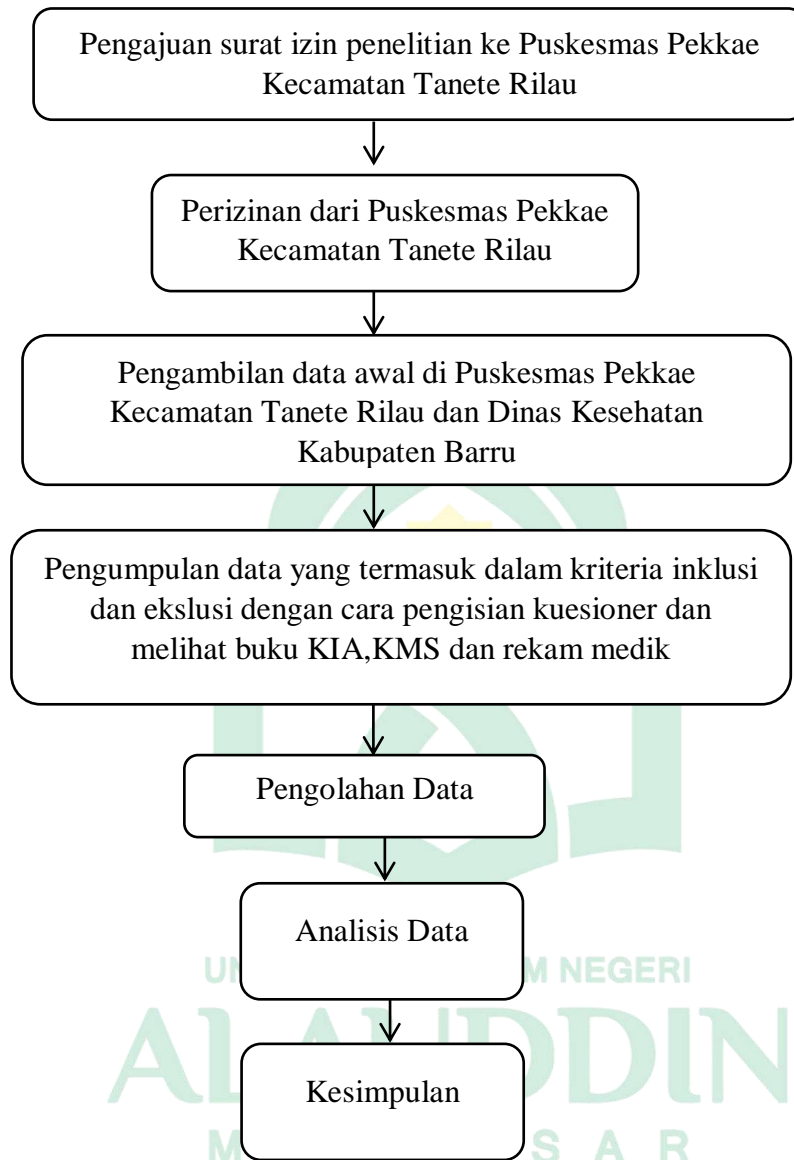 Pengajuan surat izin penelitian ke Puskesmas Pekkae
Kecamatan Tanete Rilau
Perizinan dari Puskesmas Pekkae
Kecamatan Tanete Rilau
Pengambilan data awal di Puskesmas Pekkae
Kecamatan Tanete Rilau dan Dinas Kesehatan
Kabupaten Barru
Pengumpulan data yang termasuk dalam kriteria inklusi
dan ekslusi dengan cara pengisian kuesioner dan
melihat buku KIA,KMS dan rekam medik
Pengolahan Data
Analisis Data
NEGERI
ALAUDDIN
Kesimpulan